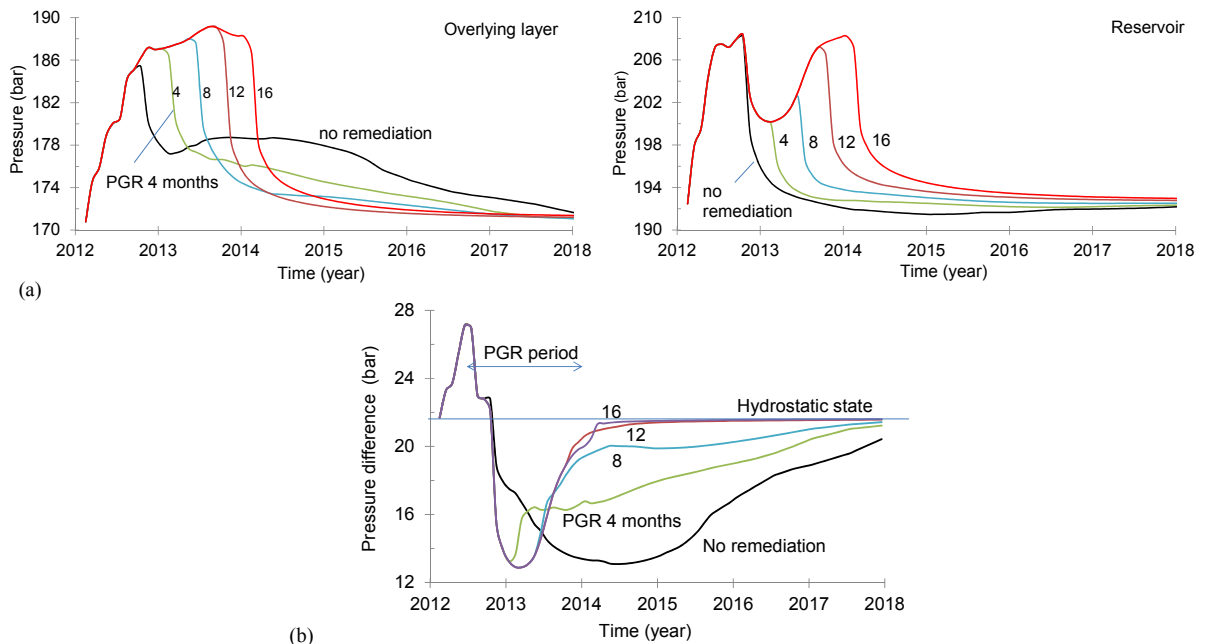 Overlying layer
Pressure (bar)
190
186
182
178
174
170
4
8
12
16
no remediation
PGR 4 months
2012 2013 2014 2015 2016 2017 2018
Time (year)
Reservoir
Pressure (bar)
210
206
202
198
194
190
4
8
12
16
no
remediation
2012 2013 2014 2015 2016 2017 2018
Time (year)
(a)
Pressure difference (bar)
28
24
20
16
12
PGR period
Hydrostatic state
16
12
8
PGR 4 months
No remediation
2012 2013 2014 2015 2016 2017 2018
Time (year)
(b)